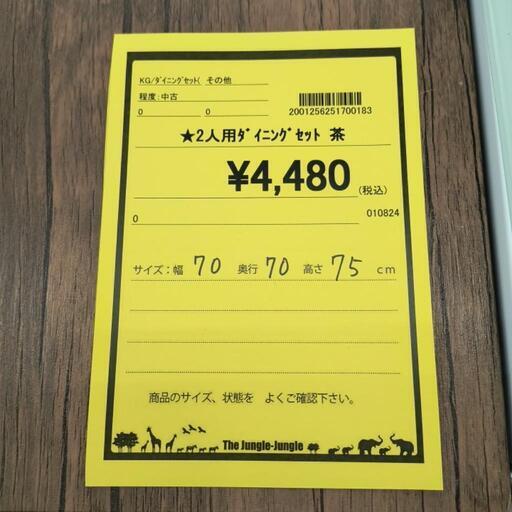 KG/ﾀﾞｲﾆﾝｸﾞｾｯﾄ( その他
程度:中古
0 0
2001256251700183
★2人用ﾀﾞｲﾆﾝｸﾞｾｯﾄ 茶
¥4,480 (税込)
0 010824
サイズ:幅 70 奥行 70 高さ 75 cm
商品のサイズ、状態を よくご確認下さい。
The Jungle-Jungle